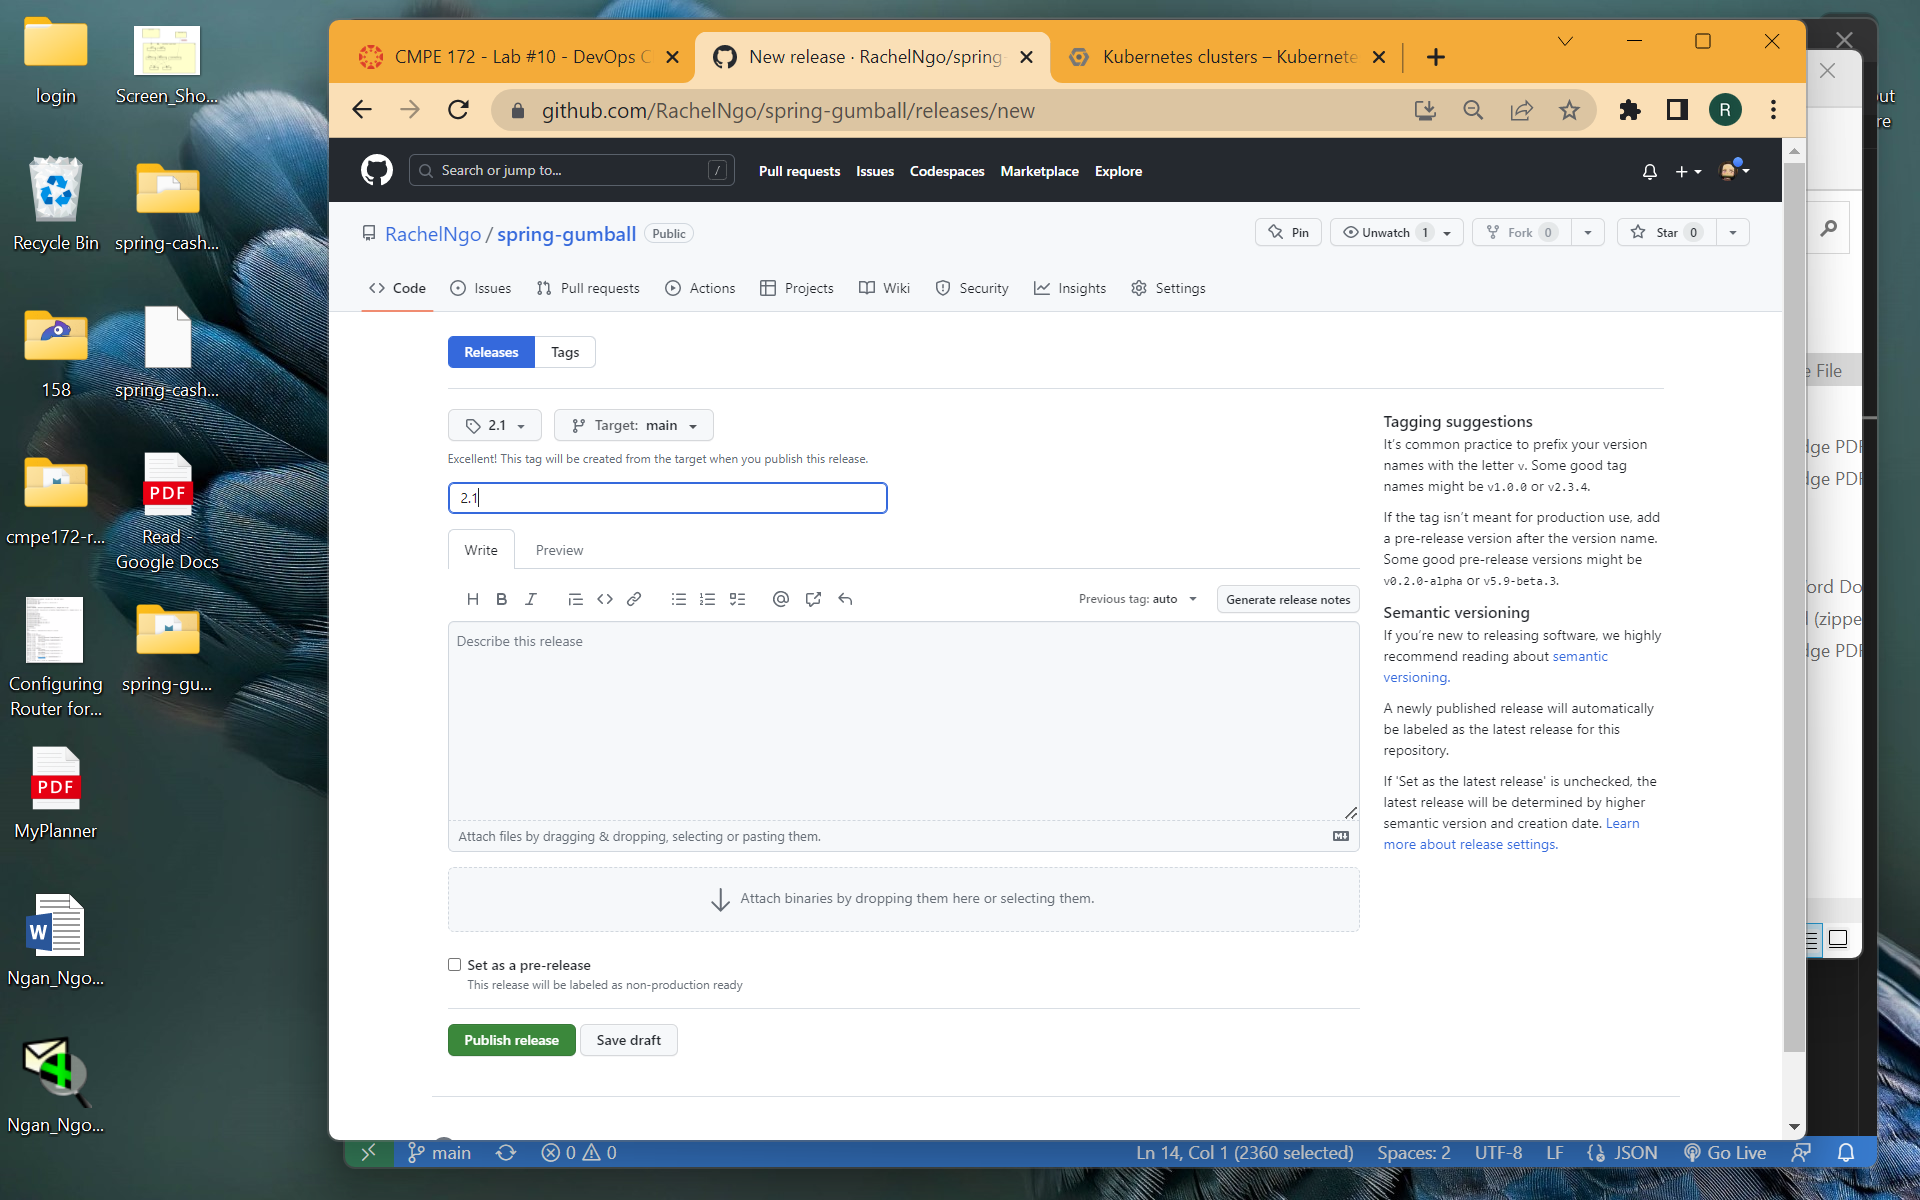 login
Screen_Sho...
Recycle Bin
spring-cash...
158
spring-cash...
cmpe172-r...
PDF
Read -
Google Docs
Configuring
Router for...
spring-gu...
PDF
MyPlanner
W
Ngan_Ngo...
Ngan_Ngo...
CMPE 172 - Lab #10 - DevOps C
New release · RachelNgo/spring-
Kubernetes clusters – Kubernete
github.com/RachelNgo/spring-gumball/releases/new
R
Search or jump to...
/
Pull requests
Issues
Codespaces
Marketplace
Explore
RachelNgo / spring-gumball
Public
Pin
Unwatch 1
Fork 0
Star 0
Code
Issues
Pull requests
Actions
Projects
Wiki
Security
Insights
Settings
Releases
Tags
2.1
Target: main
Excellent! This tag will be created from the target when you publish this release.
2.1
Write
Preview
H B I
Previous tag: auto
Generate release notes
Describe this release
Attach files by dragging & dropping, selecting or pasting them.
Attach binaries by dropping them here or selecting them.
Set as a pre-release
This release will be labeled as non-production ready
Publish release
Save draft
Tagging suggestions
It's common practice to prefix your version
names with the letter v. Some good tag
names might be v1.0.0 or v2.3.4.
If the tag isn't meant for production use, add
a pre-release version after the version name.
Some good pre-release versions might be
v0.2.0-alpha or v5.9-beta.3.
Semantic versioning
If you're new to releasing software, we highly
recommend reading about semantic
versioning.
A newly published release will automatically
be labeled as the latest release for this
repository.
If 'Set as the latest release' is unchecked, the
latest release will be determined by higher
semantic version and creation date. Learn
more about release settings.
out
re
e File
dge PDF
dge PDF
ord Do
l (zippe
dge PDF
main
0
0
Ln 14, Col 1 (2360 selected)
Spaces: 2
UTF-8
LF
JSON
Go Live